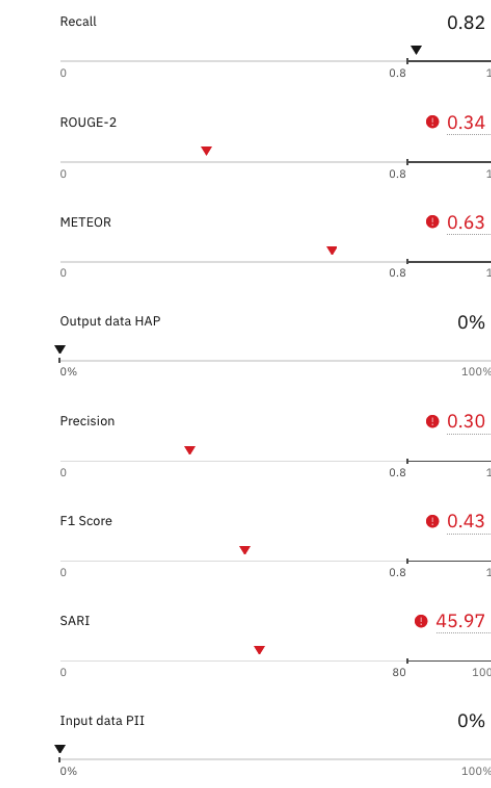 Recall
0.82
0 0.8 1
ROUGE-2
0.34
0 0.8 1
METEOR
0.63
0 0.8 1
Output data HAP
0%
0% 100%
Precision
0.30
0 0.8 1
F1 Score
0.43
0 0.8 1
SARI
45.97
0 80 100
Input data PII
0%
0% 100%